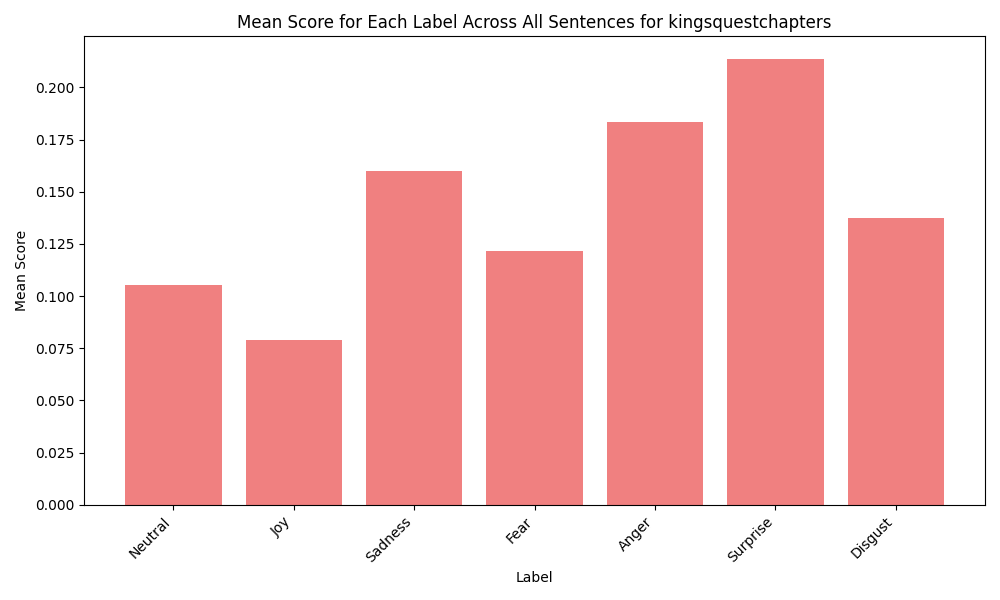 Mean Score for Each Label Across All Sentences for kingsquestchapters
Mean Score
0.200
0.175
0.150
0.125
0.100
0.075
0.050
0.025
0.000
Neutral
Joy
Sadness
Fear
Anger
Surprise
Disgust
Label